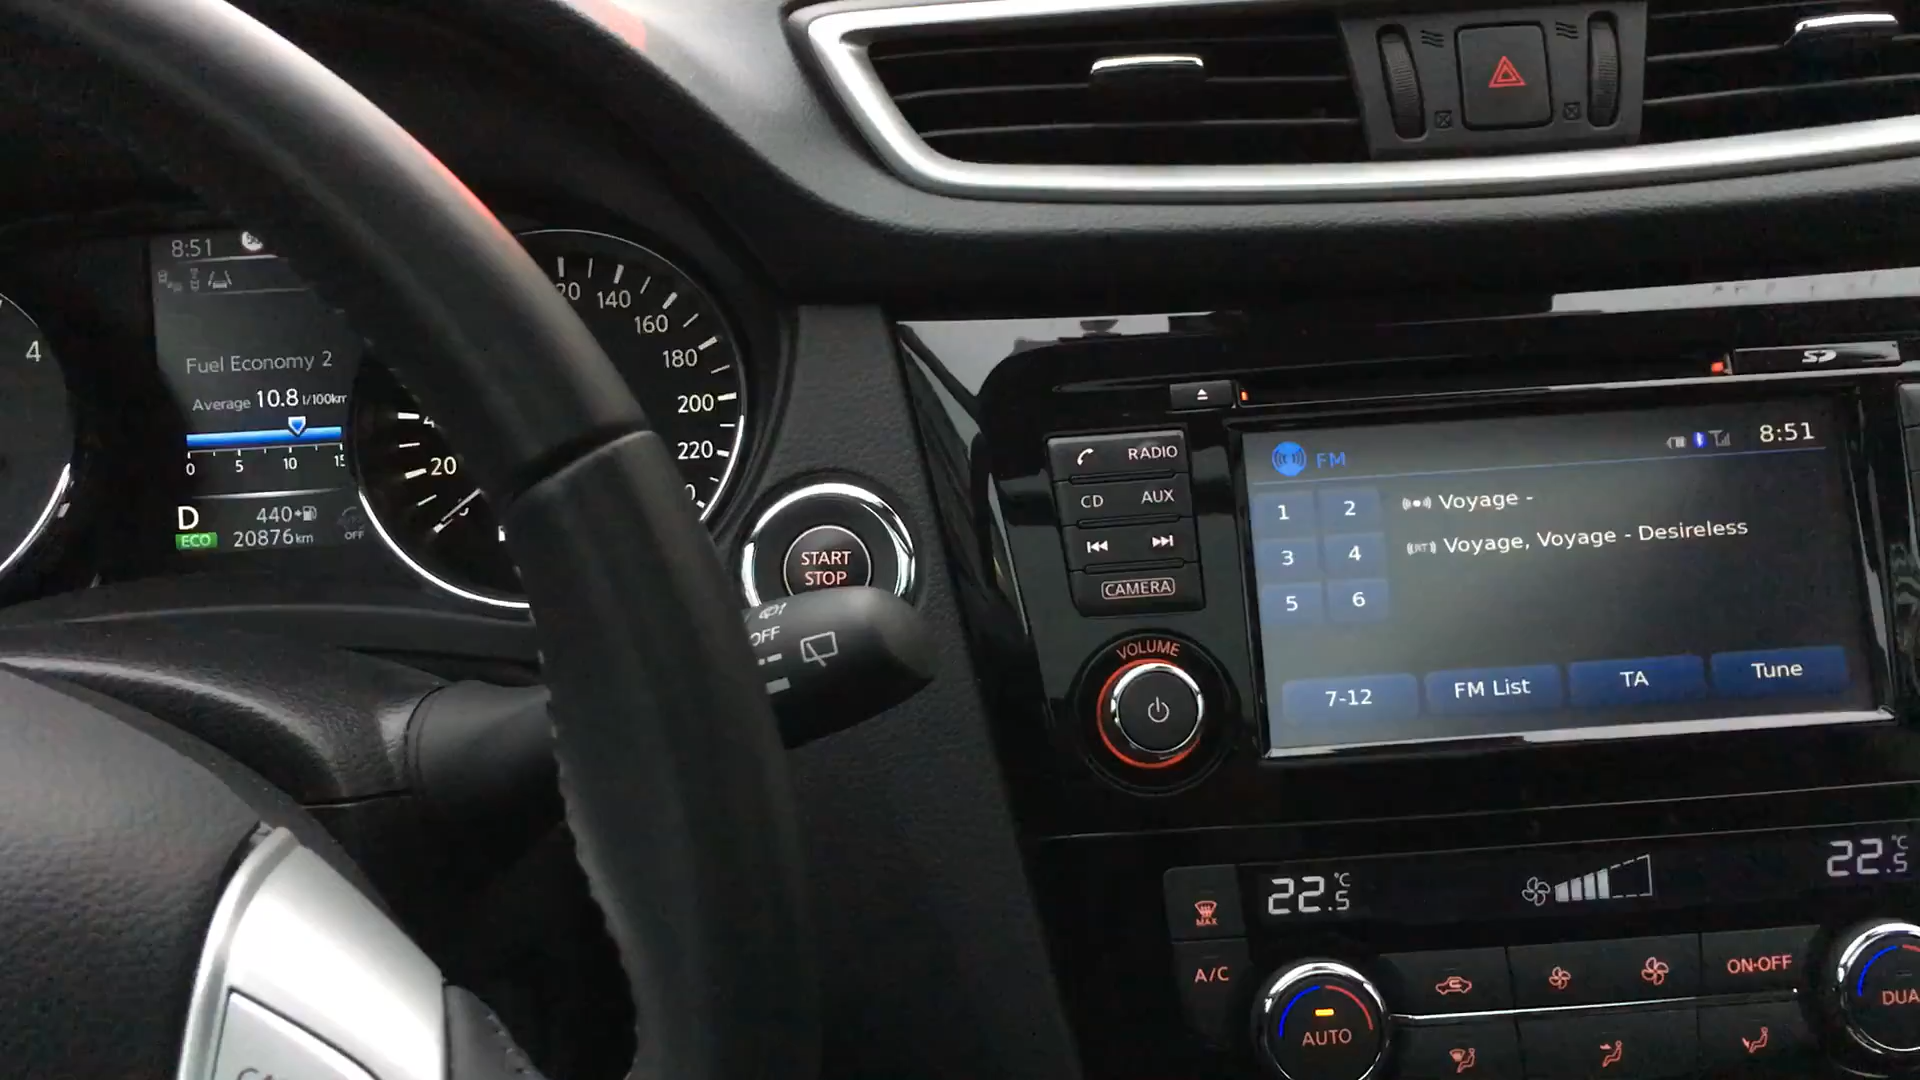 4
8:51
Fuel Economy 2
Average 10.8 l/100km
0 5 10
D
440
ECO
20876 km
OFF
20
140
160
180
200
220
START
STOP
OFF
SD
RADIO
CD AUX
CAMERA
VOLUME
FM
8:51
1 2
3 4
5 6
Voyage -
Voyage, Voyage - Desireless
7-12
FM List
TA
Tune
22.5 °C
22.5 °C
MAX
A/C
AUTO
ON·OFF